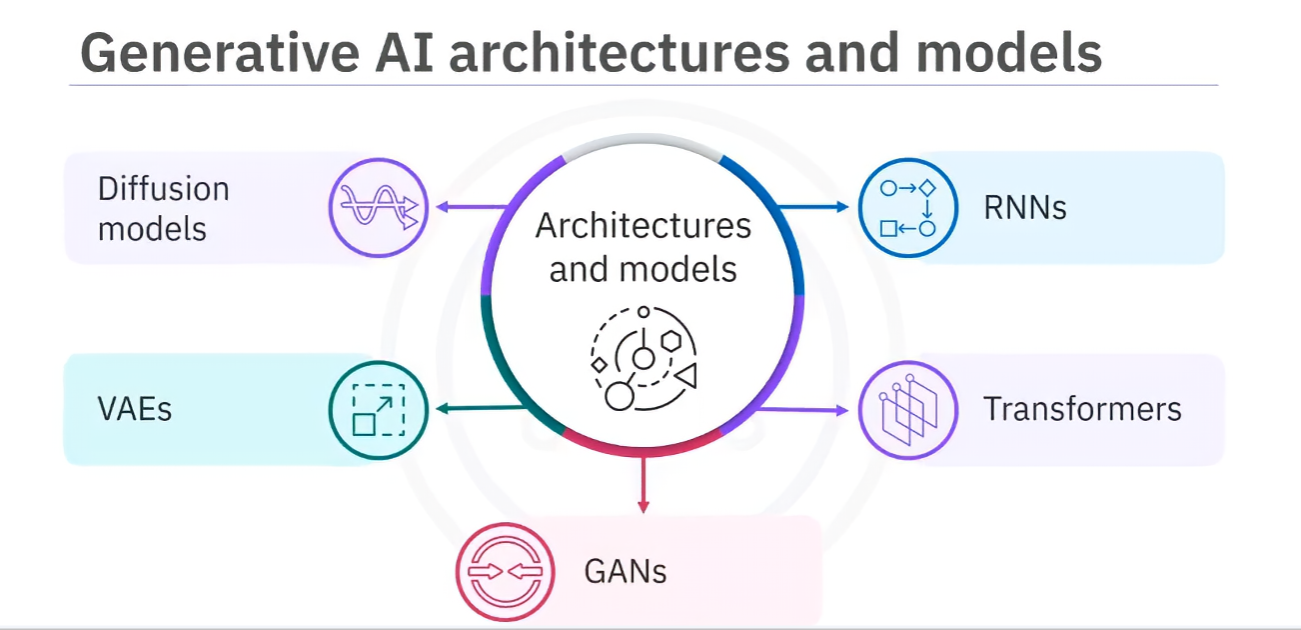 Generative AI architectures and models
Diffusion
models
Architectures
and models
RNNs
VAEs
Transformers
GANs